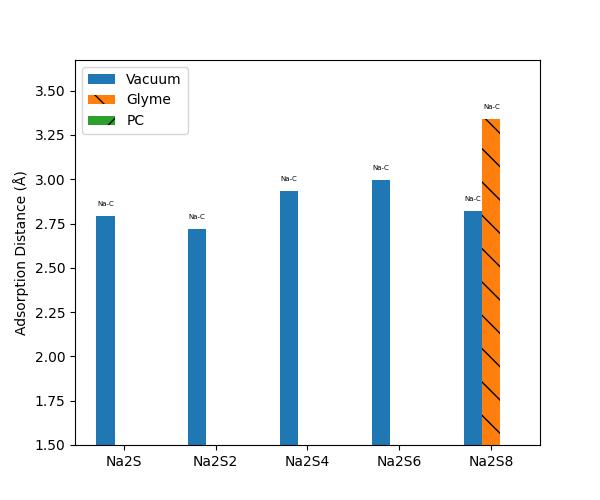 Vacuum
Glyme
PC
Adsorption Distance (Å)
3.50
3.25
3.00
2.75
2.50
2.25
2.00
1.75
1.50
Na-C
Na-C
Na-C
Na-C
Na-C
Na-C
Na2S
Na2S2
Na2S4
Na2S6
Na2S8